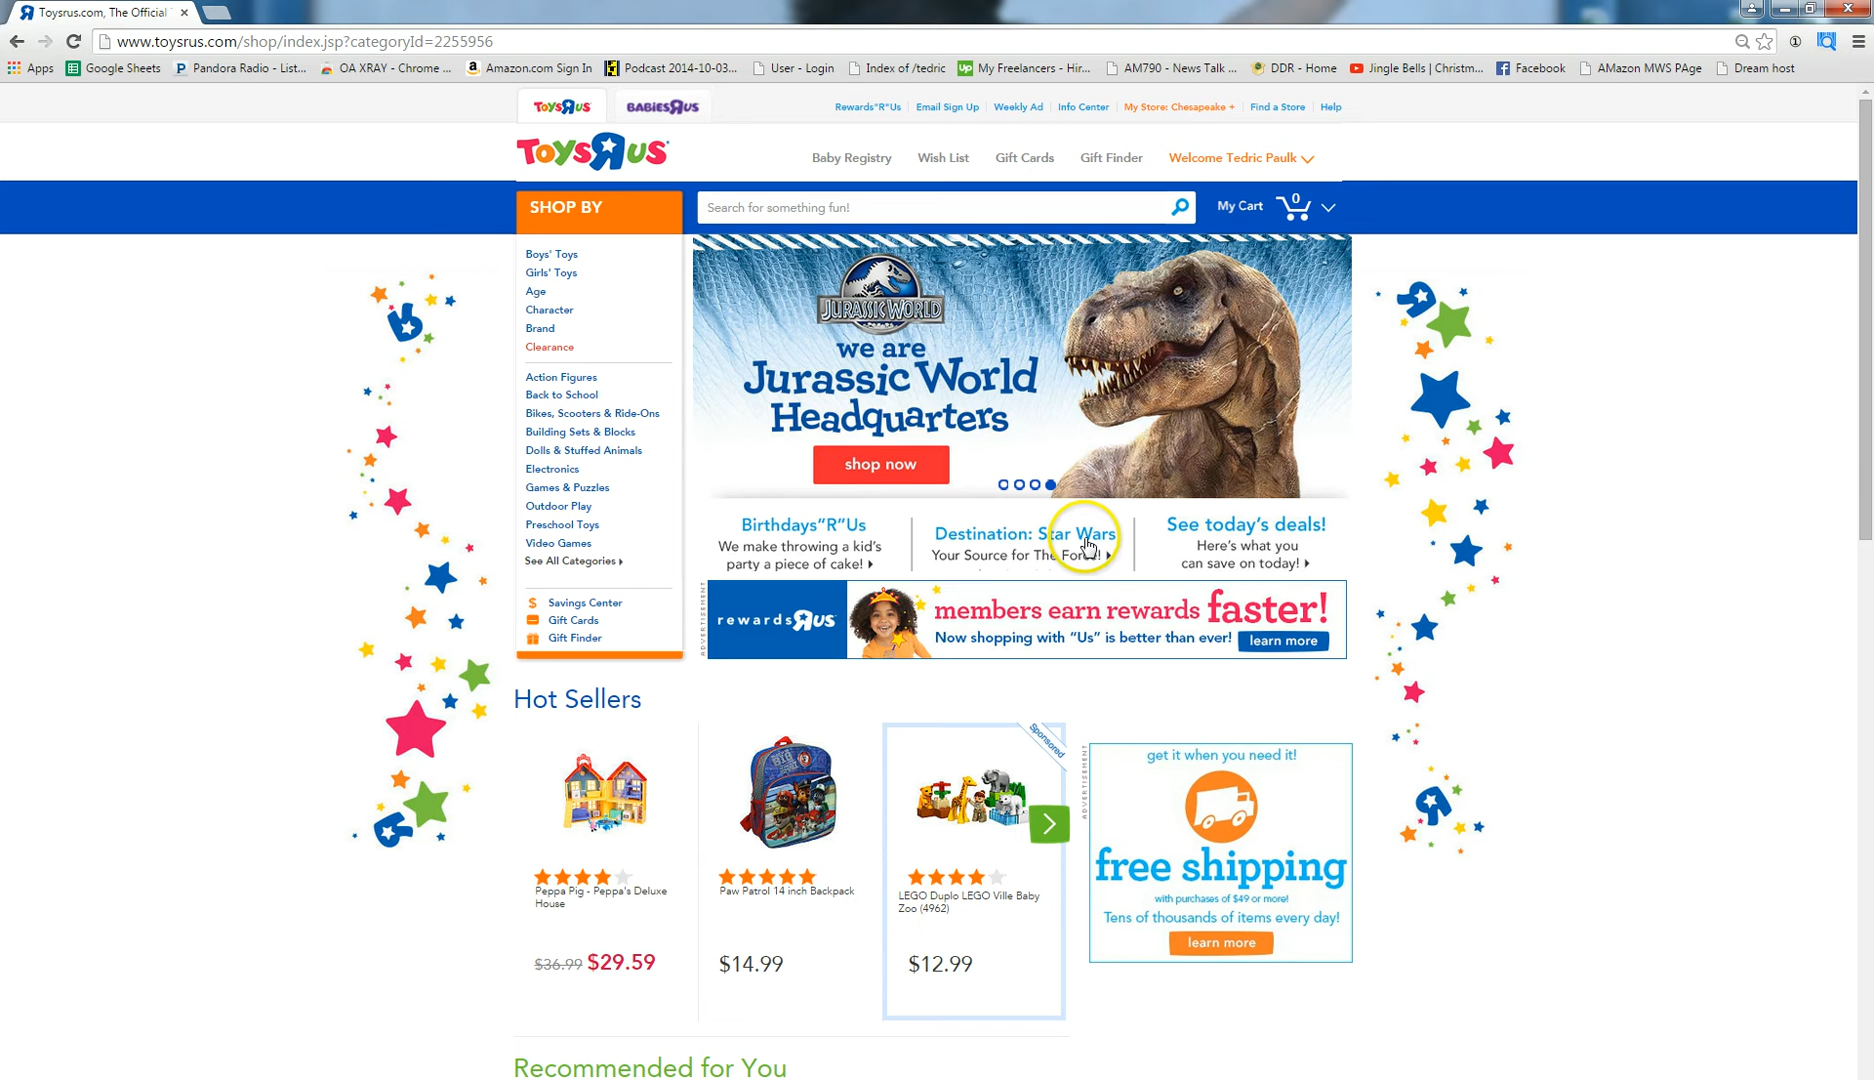 Toysrus.com, The Official
www.toysrus.com/shop/index.jsp?categoryId=2255956
Apps Google Sheets Pandora Radio - List... OA XRAY - Chrome ... Amazon.com Sign In Podcast 2014-10-03... User - Login Index of /tedric My Freelancers - Hir... AM790 - News Talk ... DDR - Home Jingle Bells | Christm... Facebook AMazon MWS PAge Dream host
TOYSRUS BABIESRUS Rewards"R"Us Email Sign Up Weekly Ad Info Center My Store: Chesapeake + Find a Store Help
TOYSRUS Baby Registry Wish List Gift Cards Gift Finder Welcome Tedric Paulk
SHOP BY Search for something fun! My Cart 0
Boys' Toys
Girls' Toys
Age
Character
Brand
Clearance
Action Figures
Back to School
Bikes, Scooters & Ride-Ons
Building Sets & Blocks
Dolls & Stuffed Animals
Electronics
Games & Puzzles
Outdoor Play
Preschool Toys
Video Games
See All Categories
$ Savings Center
Gift Cards
Gift Finder
JURASSIC WORLD
we are
Jurassic World
Headquarters
shop now
Birthdays"R"Us
We make throwing a kid's
party a piece of cake!
Destination: Star Wars
Your Source for The Force!
See today's deals!
Here's what you
can save on today!
ADVERTISEMENT
rewardsRus
members earn rewards faster!
Now shopping with "Us" is better than ever! learn more
Hot Sellers
Peppa Pig - Peppa's Deluxe
House
$36.99 $29.59
Paw Patrol 14 inch Backpack
$14.99
Sponsored
LEGO Duplo LEGO Ville Baby
Zoo (4962)
$12.99
ADVERTISEMENT
get it when you need it!
free shipping
with purchases of $49 or more!
Tens of thousands of items every day!
learn more
Recommended for You